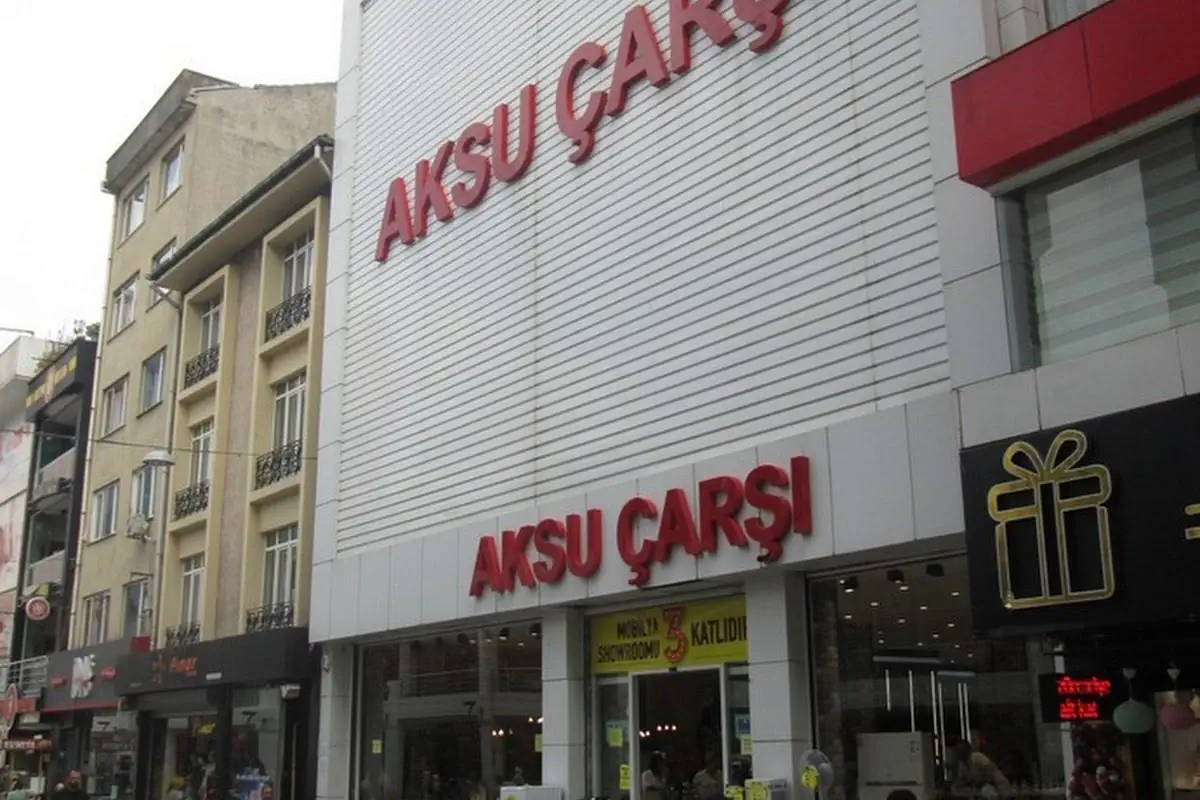 AKSU ÇARŞ
AKSU ÇARŞI
MOBİLYA
SHOWROOMU
3
KATLIDIR